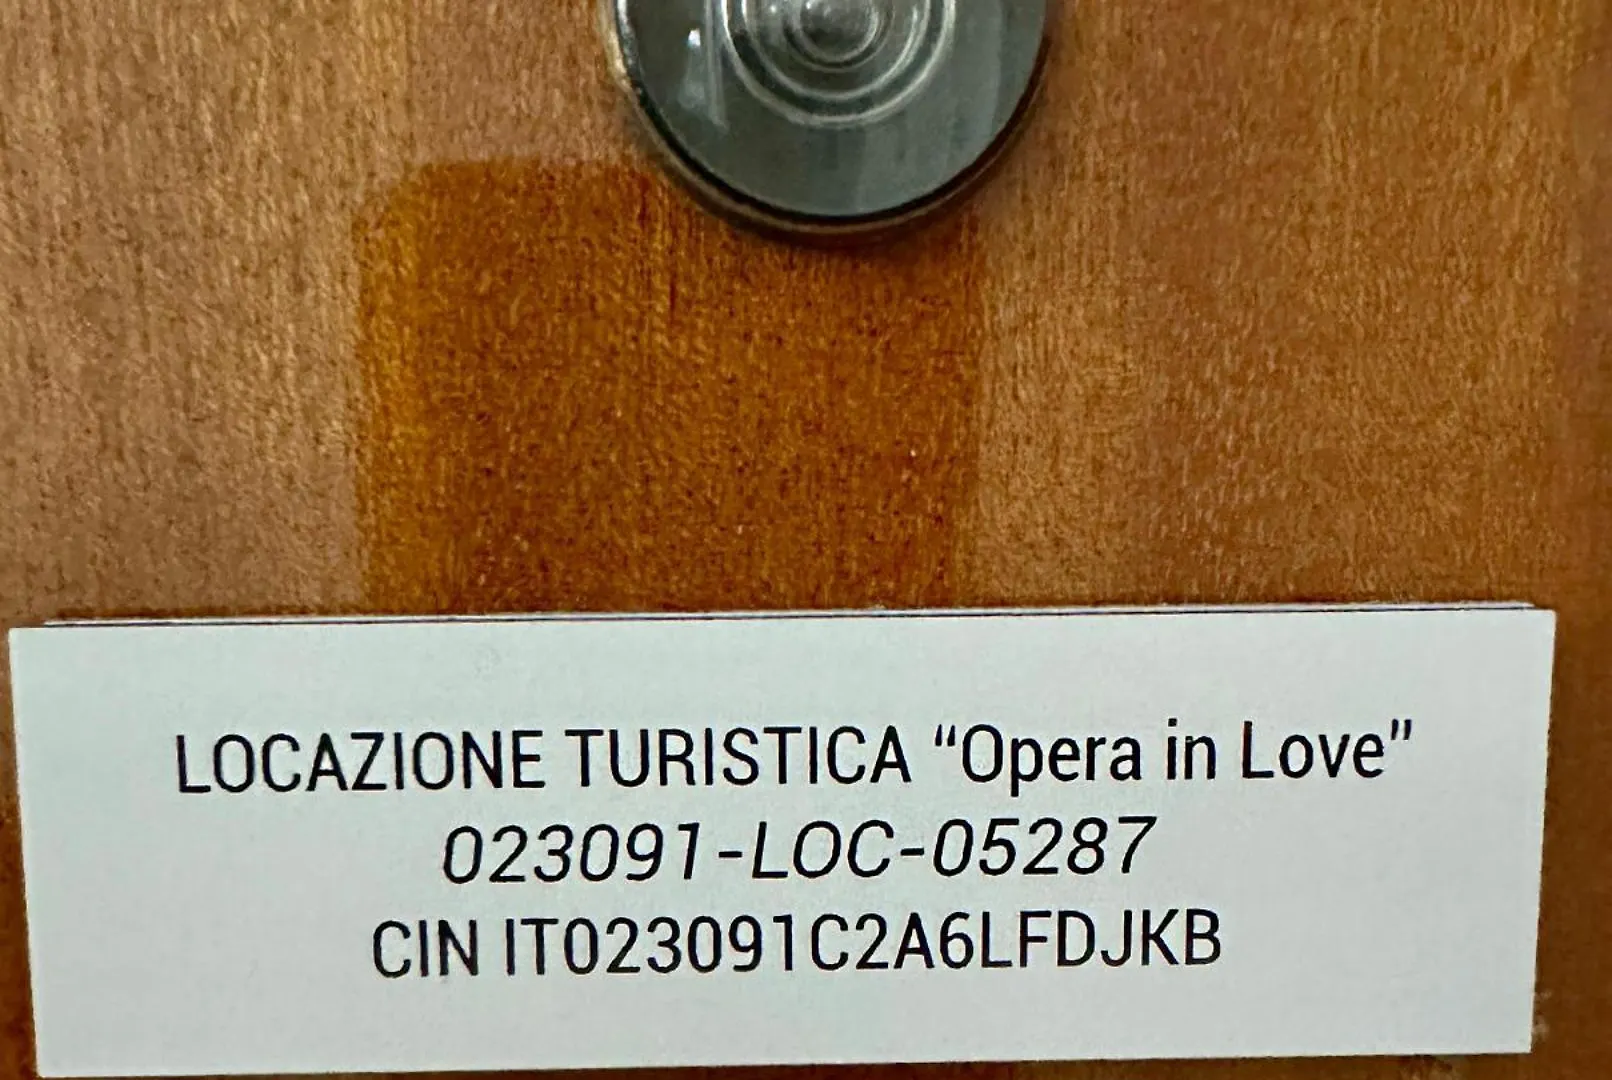 LOCAZIONE TURISTICA “Opera in Love”
023091-LOC-05287
CIN IT023091C2A6LFDJKB